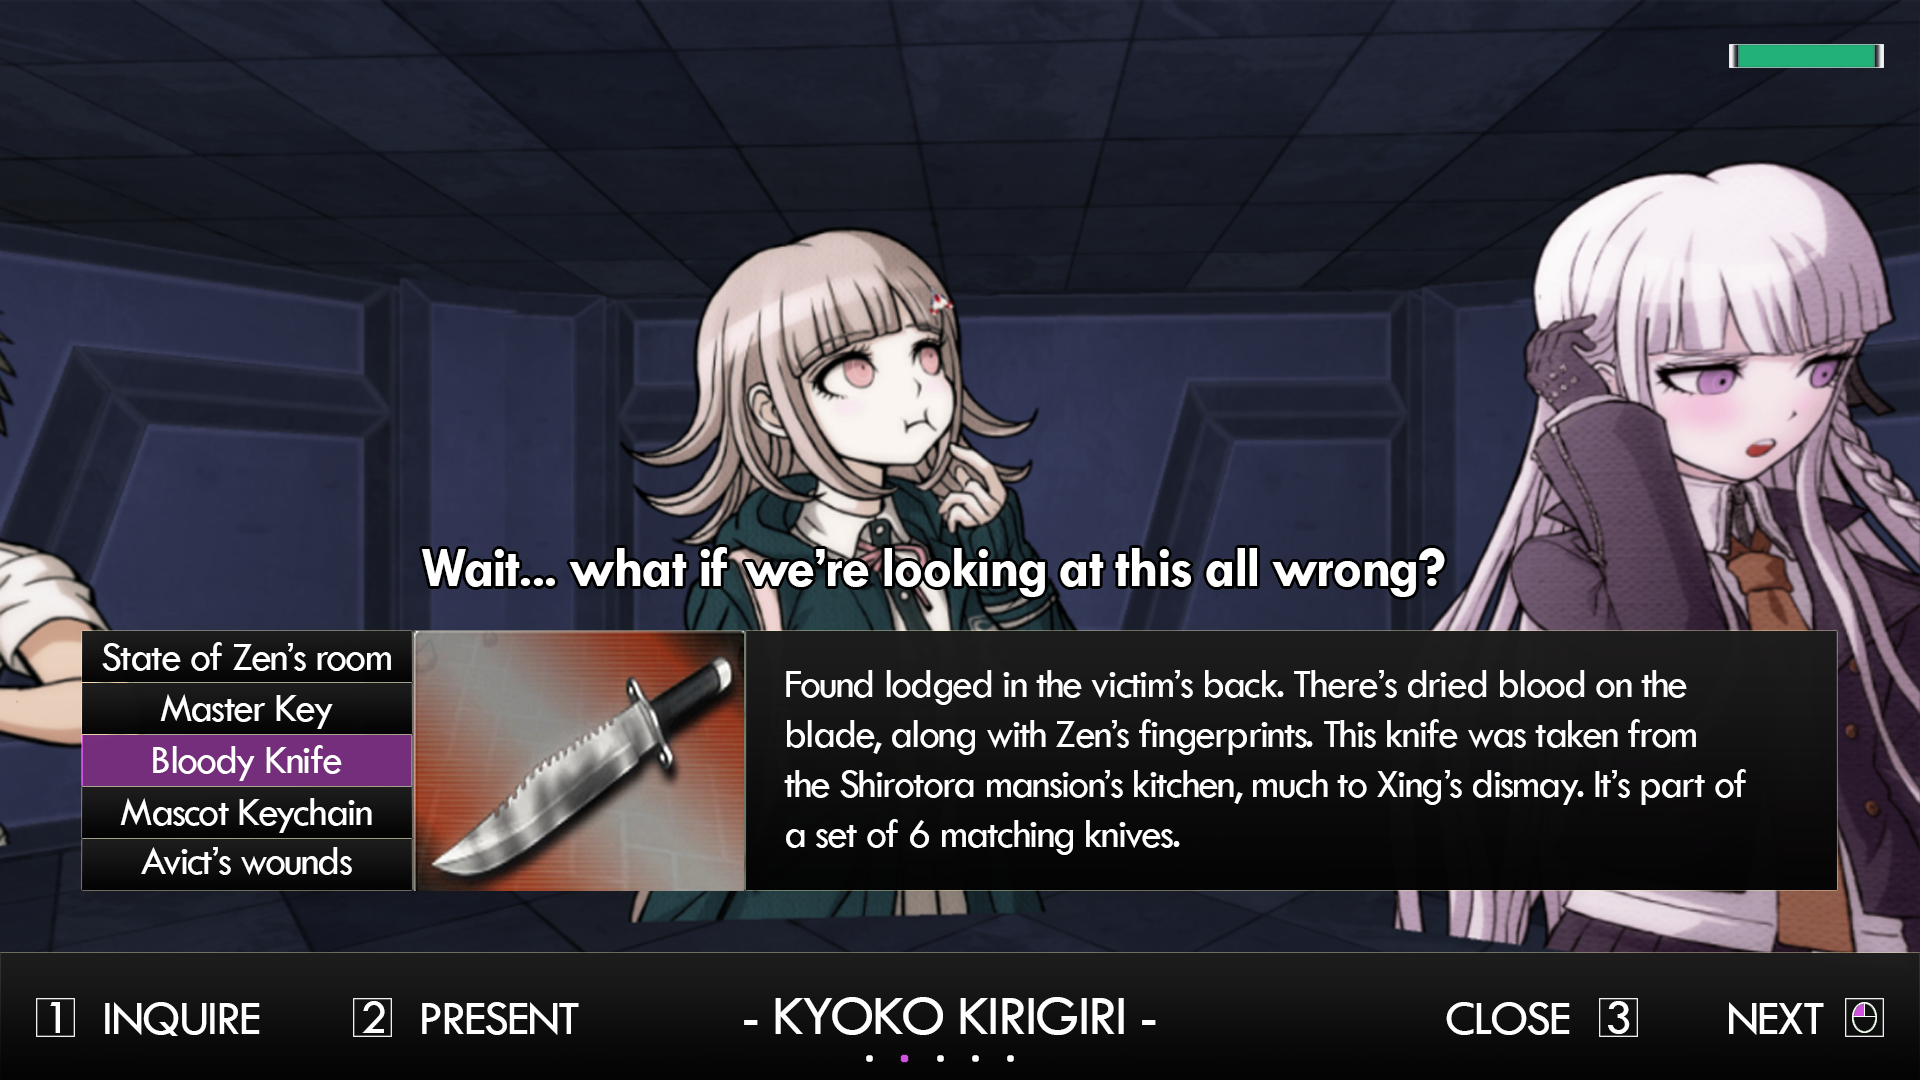 Wait... what if we're looking at this all wrong?
State of Zen's room
Master Key
Bloody Knife
Mascot Keychain
Avict's wounds
Found lodged in the victim's back. There's dried blood on the
blade, along with Zen's fingerprints. This knife was taken from
the Shirotora mansion's kitchen, much to Xing's dismay. It's part of
a set of 6 matching knives.
1 INQUIRE
2 PRESENT
- KYOKO KIRIGIRI -
CLOSE 3
NEXT